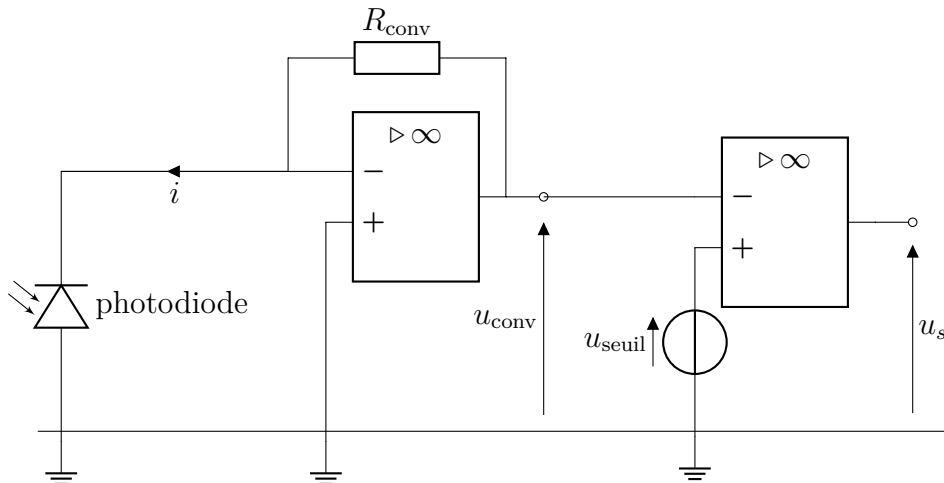 R_conv
▷ ∞
▷ ∞
−
i
+
−
+
photodiode
u_conv
u_seuil
u_s